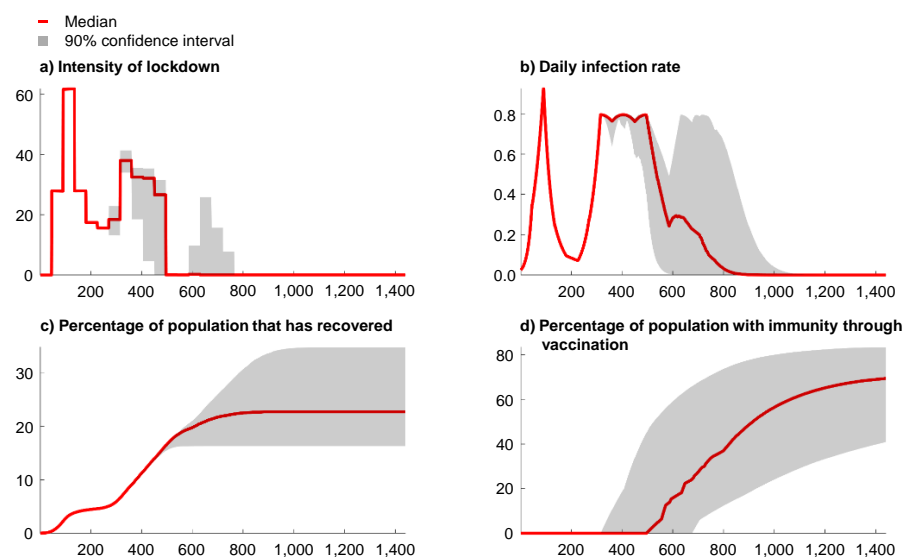 Median
90% confidence interval
a) Intensity of lockdown
60
40
20
0
200 400 600 800 1,000 1,200 1,400
b) Daily infection rate
0.8
0.6
0.4
0.2
0.0
200 400 600 800 1,000 1,200 1,400
c) Percentage of population that has recovered
30
20
10
0
200 400 600 800 1,000 1,200 1,400
d) Percentage of population with immunity through
vaccination
80
60
40
20
0
200 400 600 800 1,000 1,200 1,400